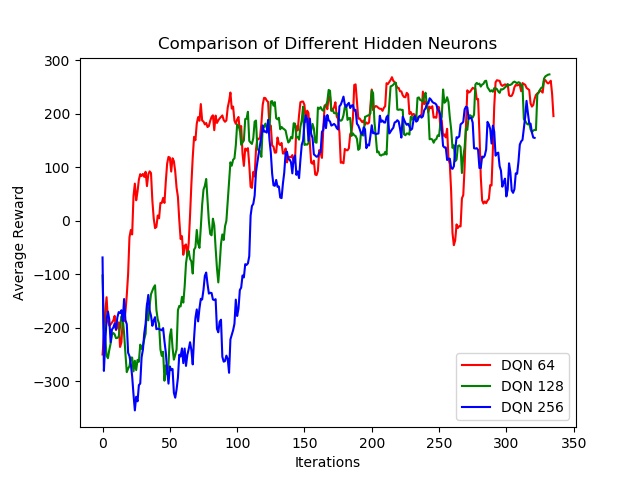 Comparison of Different Hidden Neurons
Average Reward
300
200
100
0
−100
−200
−300
0
50
100
150
200
250
300
350
Iterations
DQN 64
DQN 128
DQN 256